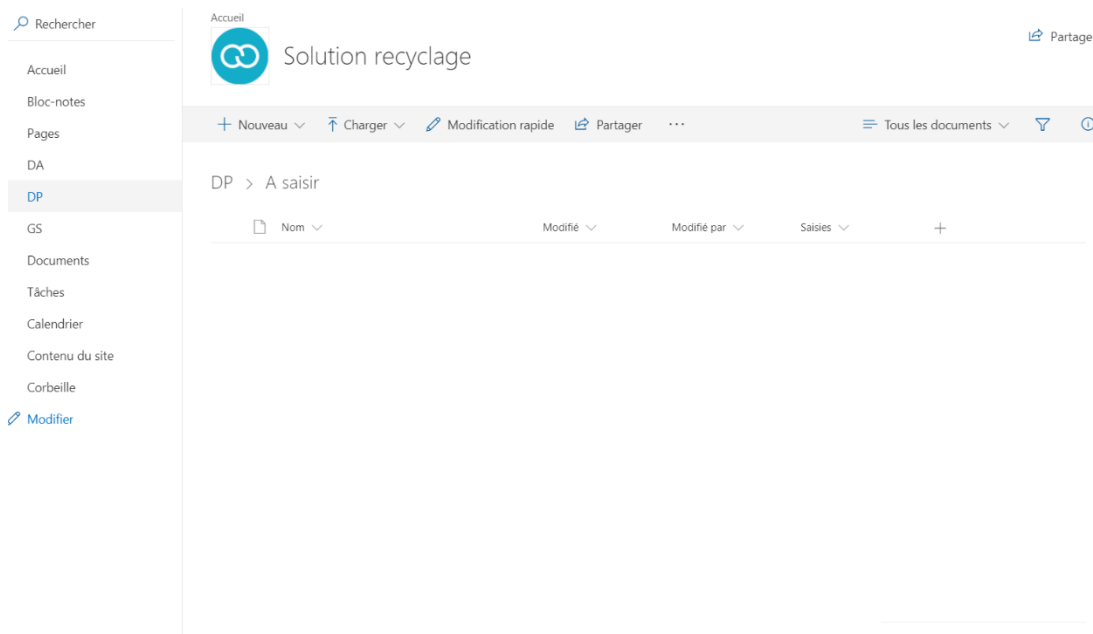 Rechercher
Accueil
Bloc-notes
Pages
DA
DP
GS
Documents
Tâches
Calendrier
Contenu du site
Corbeille
Modifier
Accueil
Solution recyclage
Partage
Nouveau Charger Modification rapide Partager ... Tous les documents
DP > A saisir
Nom Modifié Modifié par Saisies